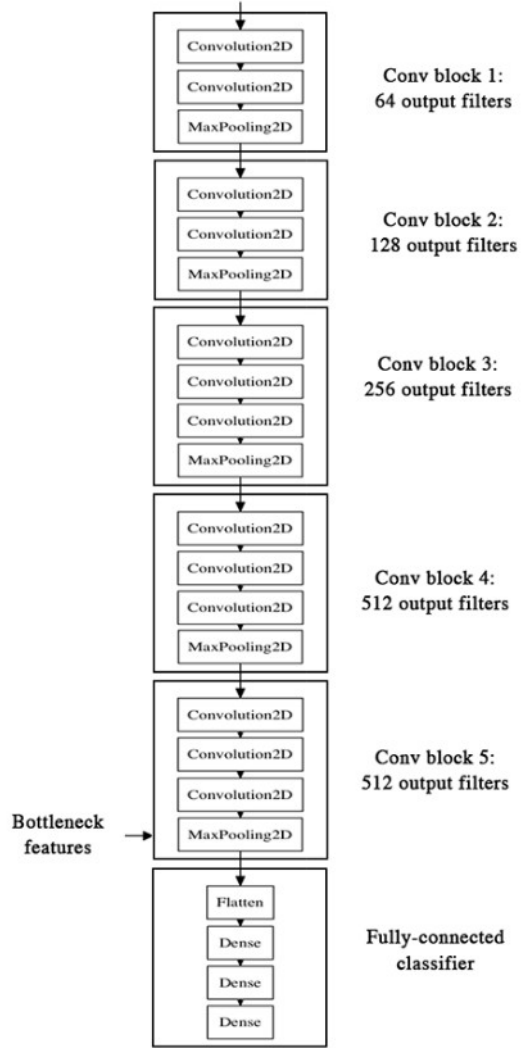 Convolution2D
Convolution2D
MaxPooling2D
Conv block 1:
64 output filters
Convolution2D
Convolution2D
MaxPooling2D
Conv block 2:
128 output filters
Convolution2D
Convolution2D
Convolution2D
MaxPooling2D
Conv block 3:
256 output filters
Convolution2D
Convolution2D
Convolution2D
MaxPooling2D
Conv block 4:
512 output filters
Convolution2D
Convolution2D
Convolution2D
MaxPooling2D
Conv block 5:
512 output filters
Bottleneck
features
Flatten
Dense
Dense
Dense
Fully-connected
classifier